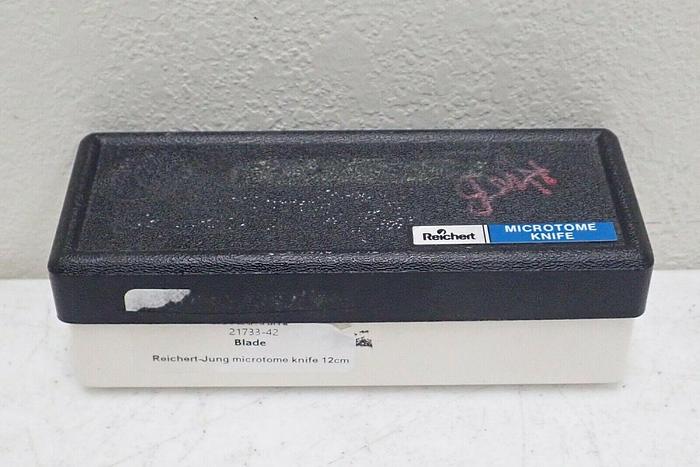 Reichert
MICROTOME
KNIFE
21733-42
Blade
Reichert-Jung microtome knife 12cm